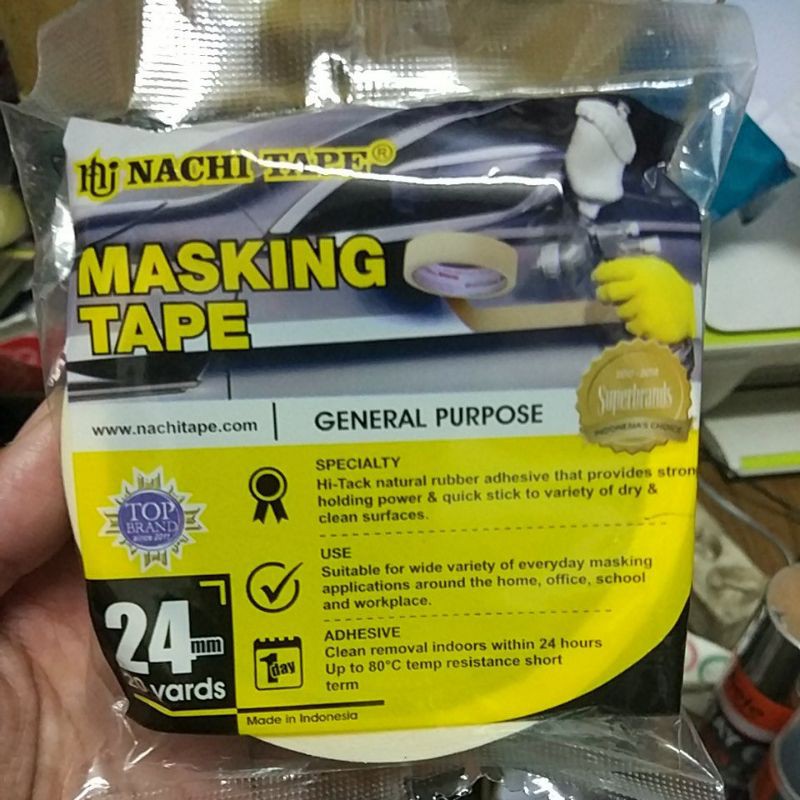 NACHI TAPE®
MASKING
TAPE
www.nachitape.com
GENERAL PURPOSE
Superbrands
INDONESIA'S CHOICE
TOP
BRAND
since 2011
SPECIALTY
Hi-Tack natural rubber adhesive that provides stron
holding power & quick stick to variety of dry &
clean surfaces.
USE
Suitable for wide variety of everyday masking
applications around the home, office, school
and workplace.
1day
ADHESIVE
Clean removal indoors within 24 hours
Up to 80°C temp resistance short
term
24mm
20 yards
Made in Indonesia